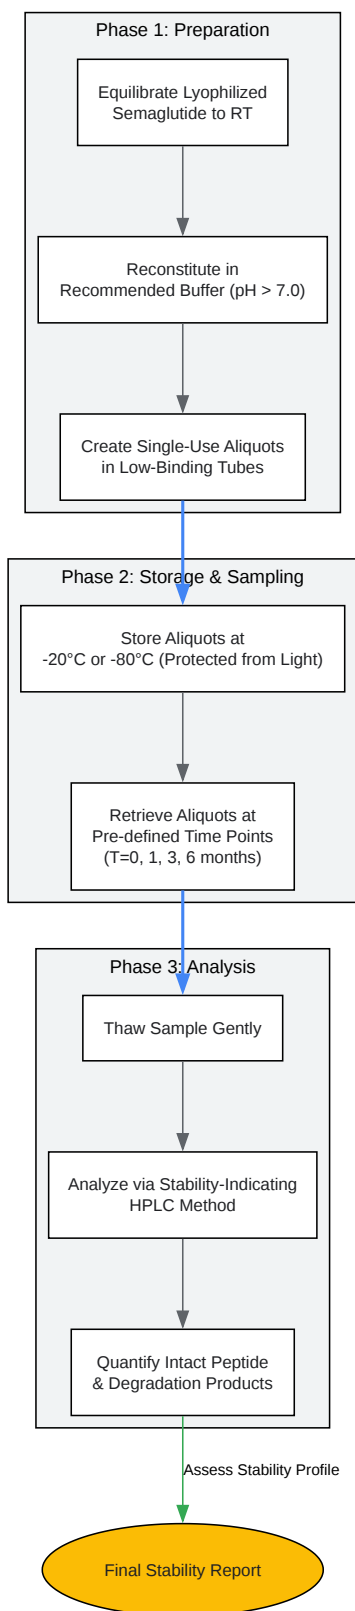 Phase 1: Preparation
Equilibrate Lyophilized
Semaglutide to RT
Reconstitute in
Recommended Buffer (pH > 7.0)
Create Single-Use Aliquots
in Low-Binding Tubes
Phase 2: Storage & Sampling
Store Aliquots at
-20°C or -80°C (Protected from Light)
Retrieve Aliquots at
Pre-defined Time Points
(T=0, 1, 3, 6 months)
Phase 3: Analysis
Thaw Sample Gently
Analyze via Stability-Indicating
HPLC Method
Quantify Intact Peptide
& Degradation Products
Assess Stability Profile
Final Stability Report